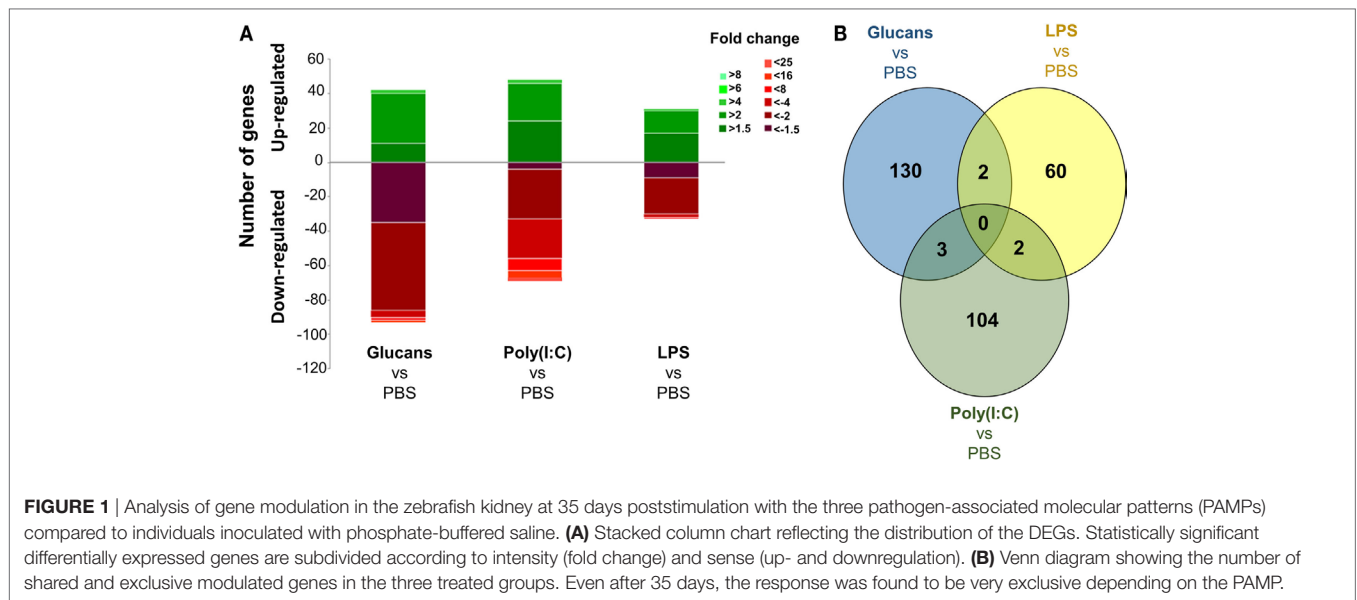 A
Number of genes
Up-regulated
Down-regulated
60
40
20
0
-20
-40
-60
-80
-100
-120
Glucans
vs
PBS
Poly(I:C)
vs
PBS
LPS
vs
PBS
Fold change
>8
>6
>4
>2
>1.5
<25
<16
<8
<-4
<-2
<-1.5
B
Glucans
vs
PBS
LPS
vs
PBS
130
2
60
0
3
2
104
Poly(I:C)
vs
PBS
FIGURE 1 | Analysis of gene modulation in the zebrafish kidney at 35 days poststimulation with the three pathogen-associated molecular patterns (PAMPs)
compared to individuals inoculated with phosphate-buffered saline. (A) Stacked column chart reflecting the distribution of the DEGs. Statistically significant
differentially expressed genes are subdivided according to intensity (fold change) and sense (up- and downregulation). (B) Venn diagram showing the number of
shared and exclusive modulated genes in the three treated groups. Even after 35 days, the response was found to be very exclusive depending on the PAMP.